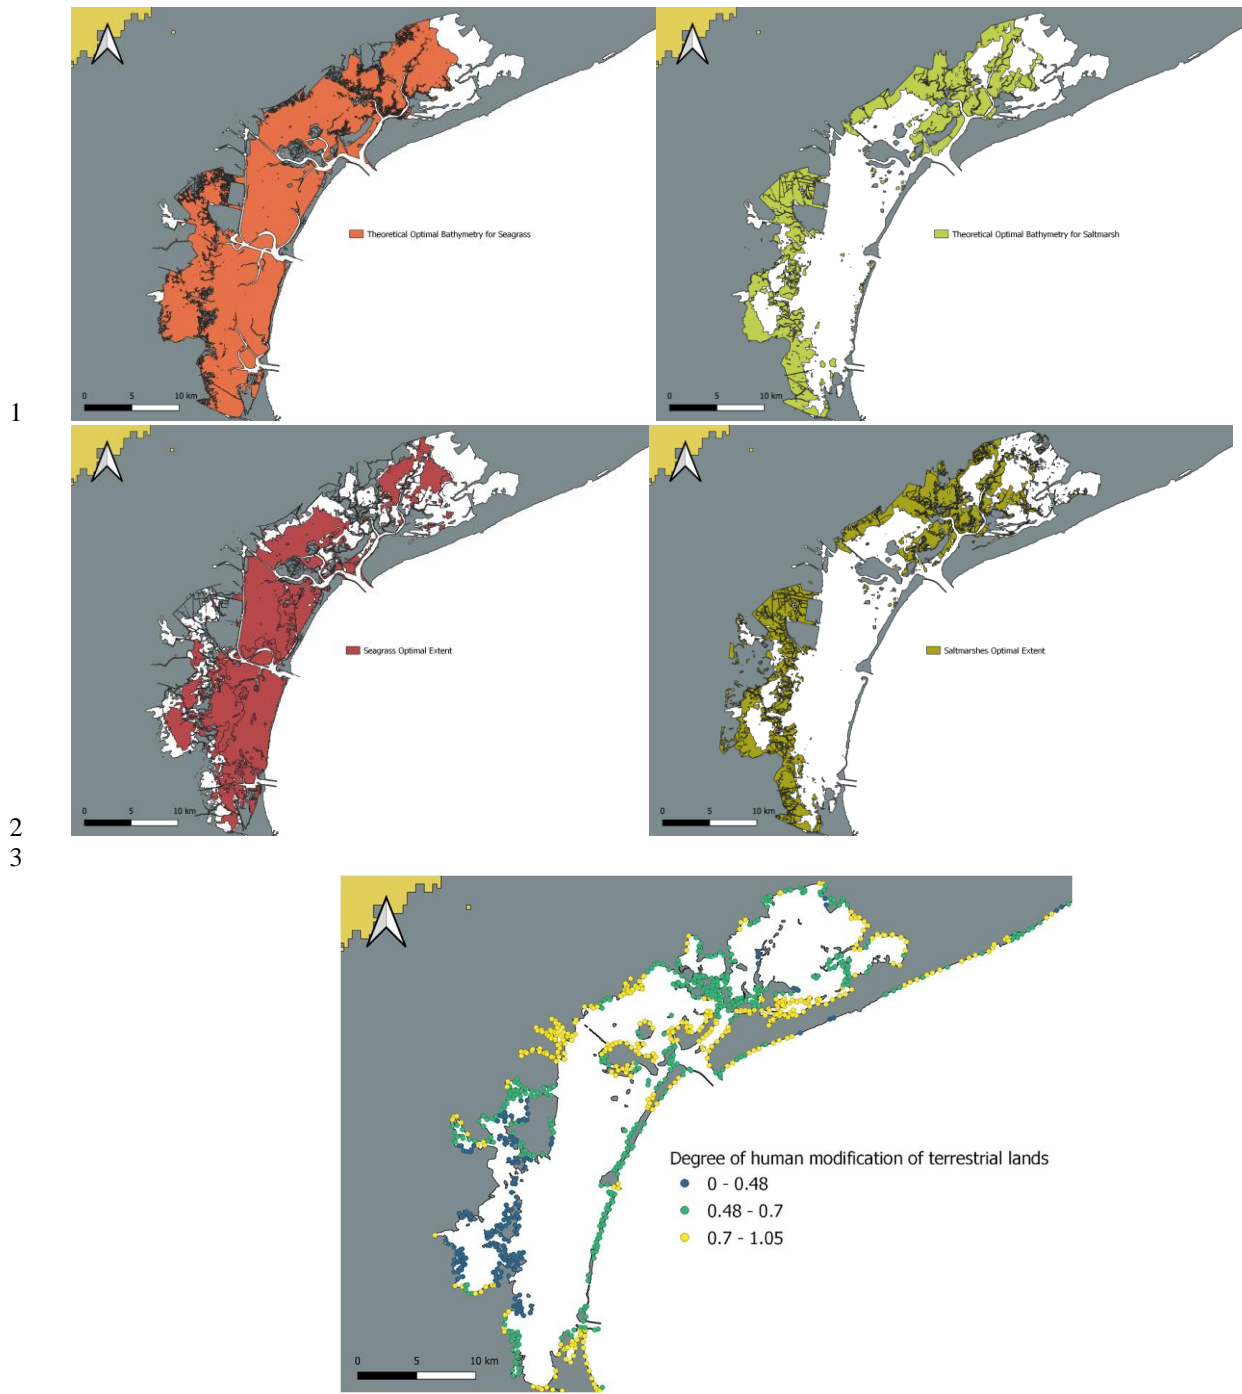 Theoretical Optimal Bathymetry for Seagrass
0 5 10 km
Theoretical Optimal Bathymetry for Saltmarsh
0 5 10 km
1
Seagrass Optimal Extent
0 5 10 km
Saltmarshes Optimal Extent
0 5 10 km
2
3
Degree of human modification of terrestrial lands
0 - 0.48
0.48 - 0.7
0.7 - 1.05
0 5 10 km